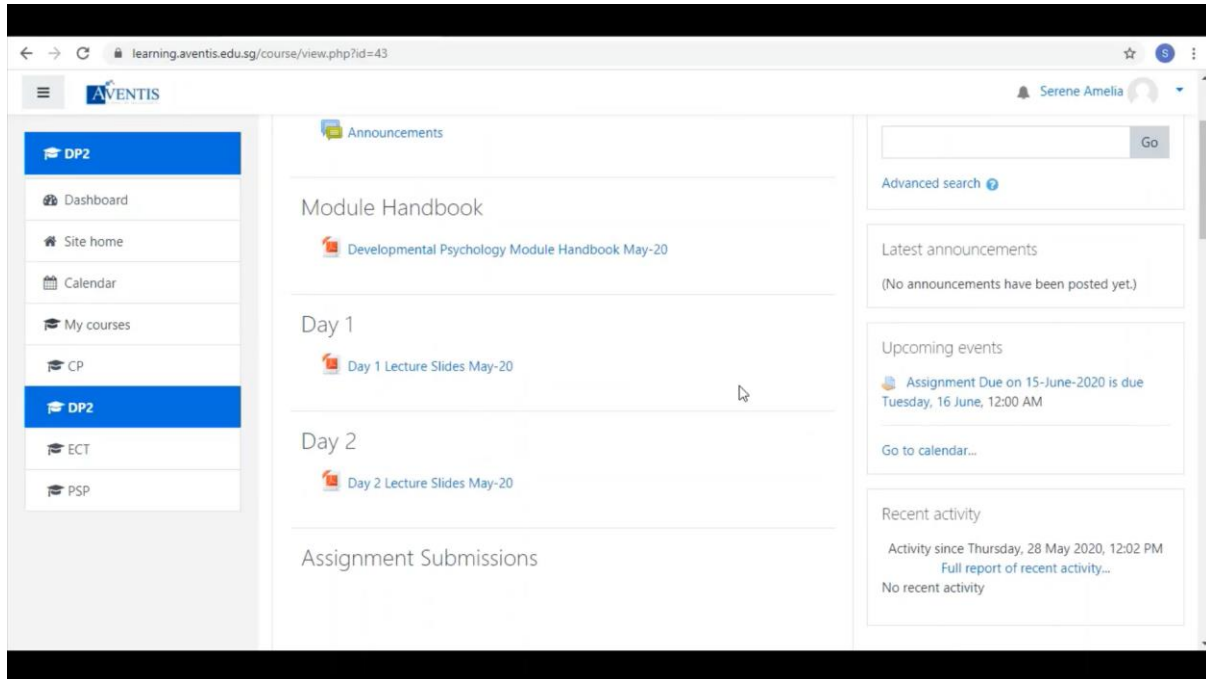 learning.aventis.edu.sg/course/view.php?id=43
S
AVENTIS
Serene Amelia
DP2
Dashboard
Site home
Calendar
My courses
CP
DP2
ECT
PSP
Announcements
Module Handbook
Developmental Psychology Module Handbook May-20
Day 1
Day 1 Lecture Slides May-20
Day 2
Day 2 Lecture Slides May-20
Assignment Submissions
Go
Advanced search
Latest announcements
(No announcements have been posted yet.)
Upcoming events
Assignment Due on 15-June-2020 is due
Tuesday, 16 June, 12:00 AM
Go to calendar...
Recent activity
Activity since Thursday, 28 May 2020, 12:02 PM
Full report of recent activity...
No recent activity